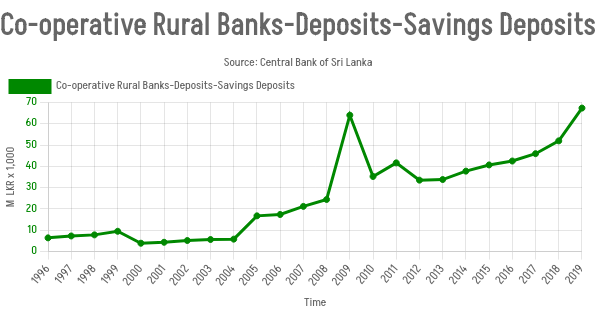 Co-operative Rural Banks-Deposits-Savings Deposits
Source: Central Bank of Sri Lanka
Co-operative Rural Banks-Deposits-Savings Deposits
M LKR x 1,000
70
60
50
40
30
20
10
0
1996 1997 1998 1999 2000 2001 2002 2003 2004 2005 2006 2007 2008 2009 2010 2011 2012 2013 2014 2015 2016 2017 2018 2019
Time